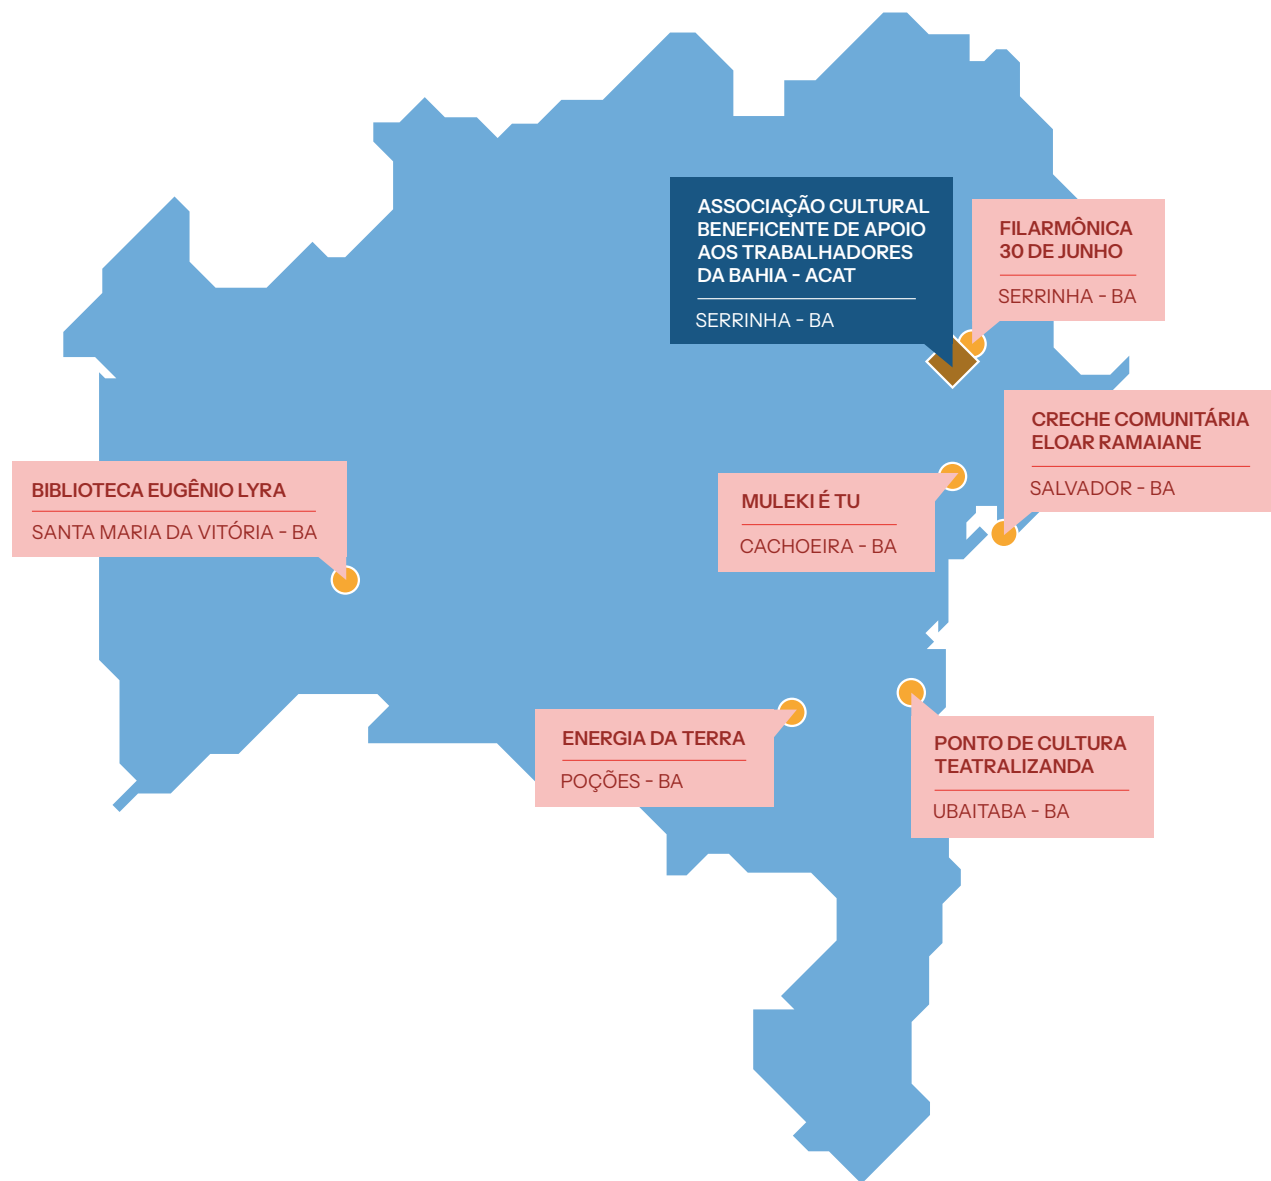 ASSOCIAÇÃO CULTURAL
BENEFICENTE DE APOIO
AOS TRABALHADORES
DA BAHIA - ACAT
SERRINHA - BA
FILARMÔNICA
30 DE JUNHO
SERRINHA - BA
CRECHE COMUNITÁRIA
ELOAR RAMAIANE
SALVADOR - BA
BIBLIOTECA EUGÊNIO LYRA
SANTA MARIA DA VITÓRIA - BA
MULEKI É TU
CACHOEIRA - BA
ENERGIA DA TERRA
POÇÕES - BA
PONTO DE CULTURA
TEATRALIZANDA
UBAITABA - BA